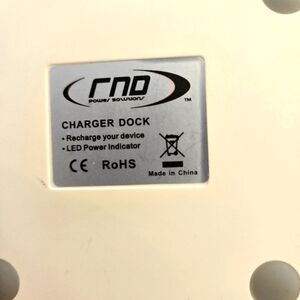 rnd
power solutions
TM
CHARGER DOCK
• Recharge your device
• LED Power Indicator
CE RoHS
Made in China